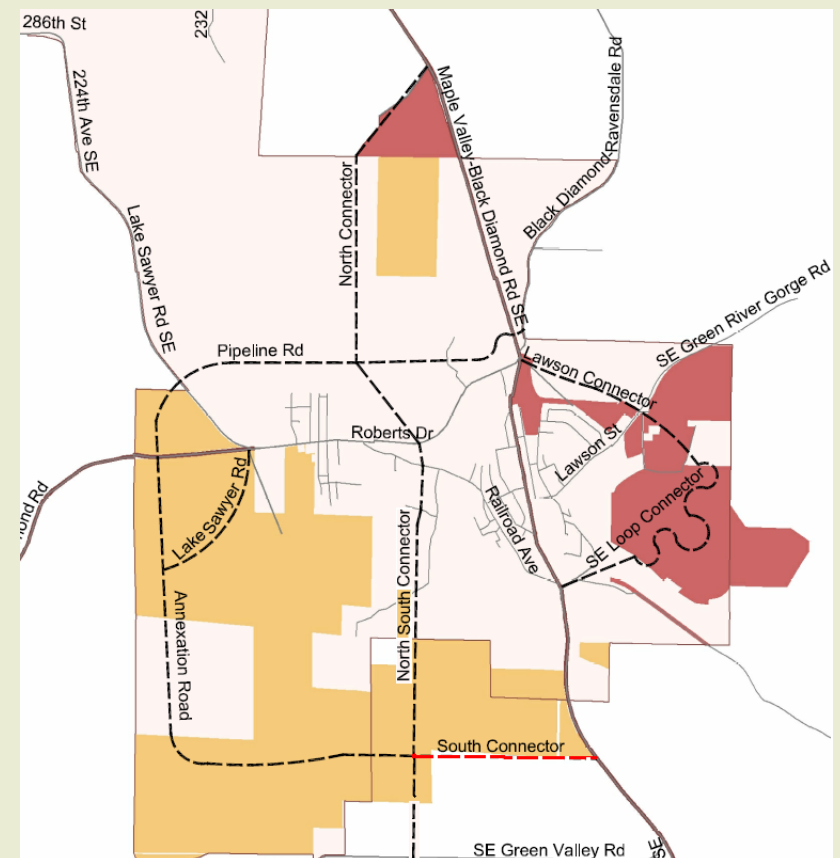 286th St
232
224th Ave SE
Maple Valley-Black Diamond Rd SE
Black Diamond-Ravensdale Rd
North Connector
Lake Sawyer Rd SE
SE Green River Gorge Rd
Pipeline Rd
Lawson Connector
Roberts Dr
Lawson St
Lake Sawyer Rd
Railroad Ave
SE Loop Connector
ond Rd
North South Connector
Annexation Road
South Connector
SE Green Valley Rd
SE